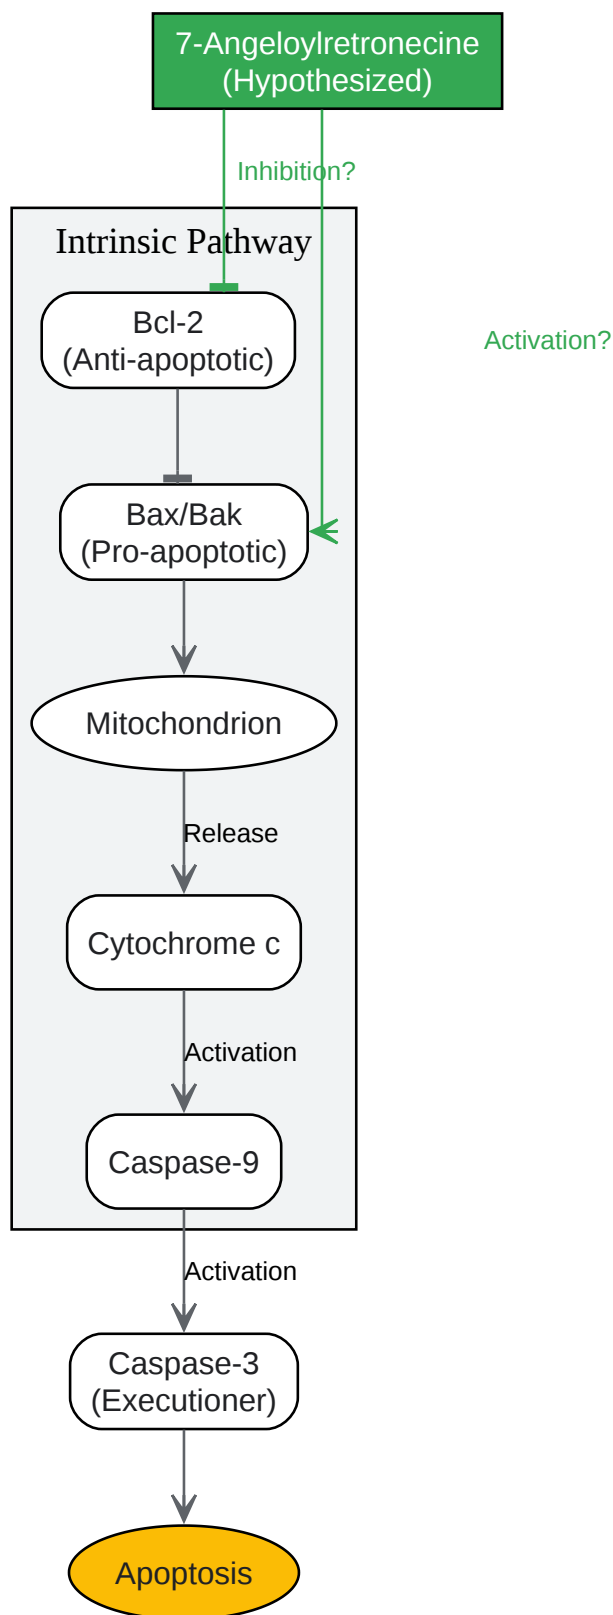 7-Angeloylretronecine
(Hypothesized)
Inhibition?
Intrinsic Pathway
Bcl-2
(Anti-apoptotic)
Activation?
Bax/Bak
(Pro-apoptotic)
Mitochondrion
Release
Cytochrome c
Activation
Caspase-9
Activation
Caspase-3
(Executioner)
Apoptosis